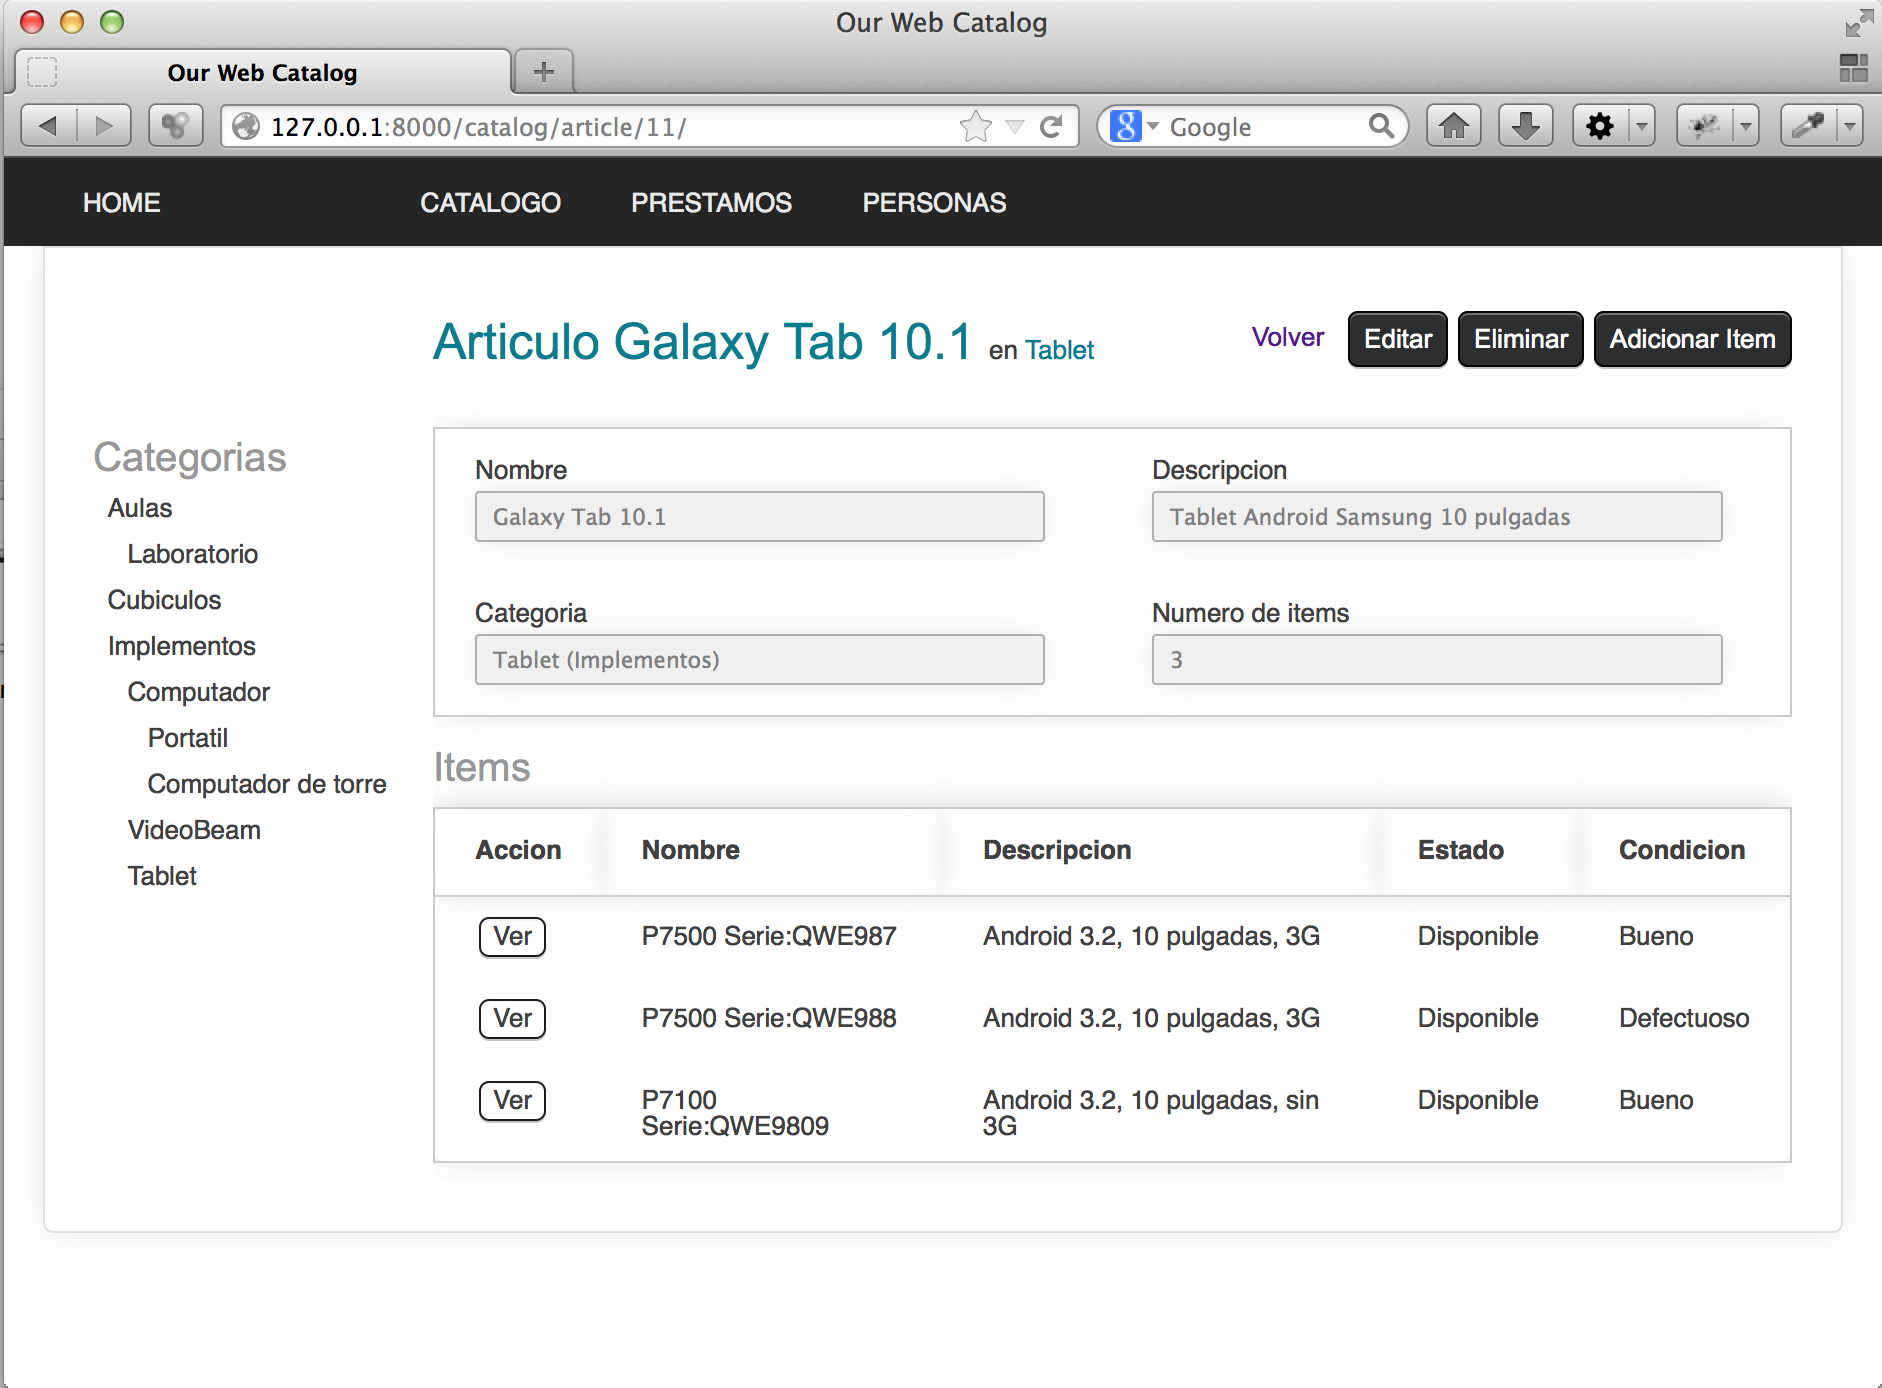 Our Web Catalog
Our Web Catalog
127.0.0.1:8000/catalog/article/11/
Google
HOME CATALOGO PRESTAMOS PERSONAS
Articulo Galaxy Tab 10.1 en Tablet
Volver Editar Eliminar Adicionar Item
Categorias
Aulas
Laboratorio
Cubiculos
Implementos
Computador
Portatil
Computador de torre
VideoBeam
Tablet
Nombre
Galaxy Tab 10.1
Descripcion
Tablet Android Samsung 10 pulgadas
Categoria
Tablet (Implementos)
Numero de items
3
Items
Accion Nombre Descripcion Estado Condicion
Ver P7500 Serie:QWE987 Android 3.2, 10 pulgadas, 3G Disponible Bueno
Ver P7500 Serie:QWE988 Android 3.2, 10 pulgadas, 3G Disponible Defectuoso
Ver P7100 Android 3.2, 10 pulgadas, sin Disponible Bueno
Serie:QWE9809 3G